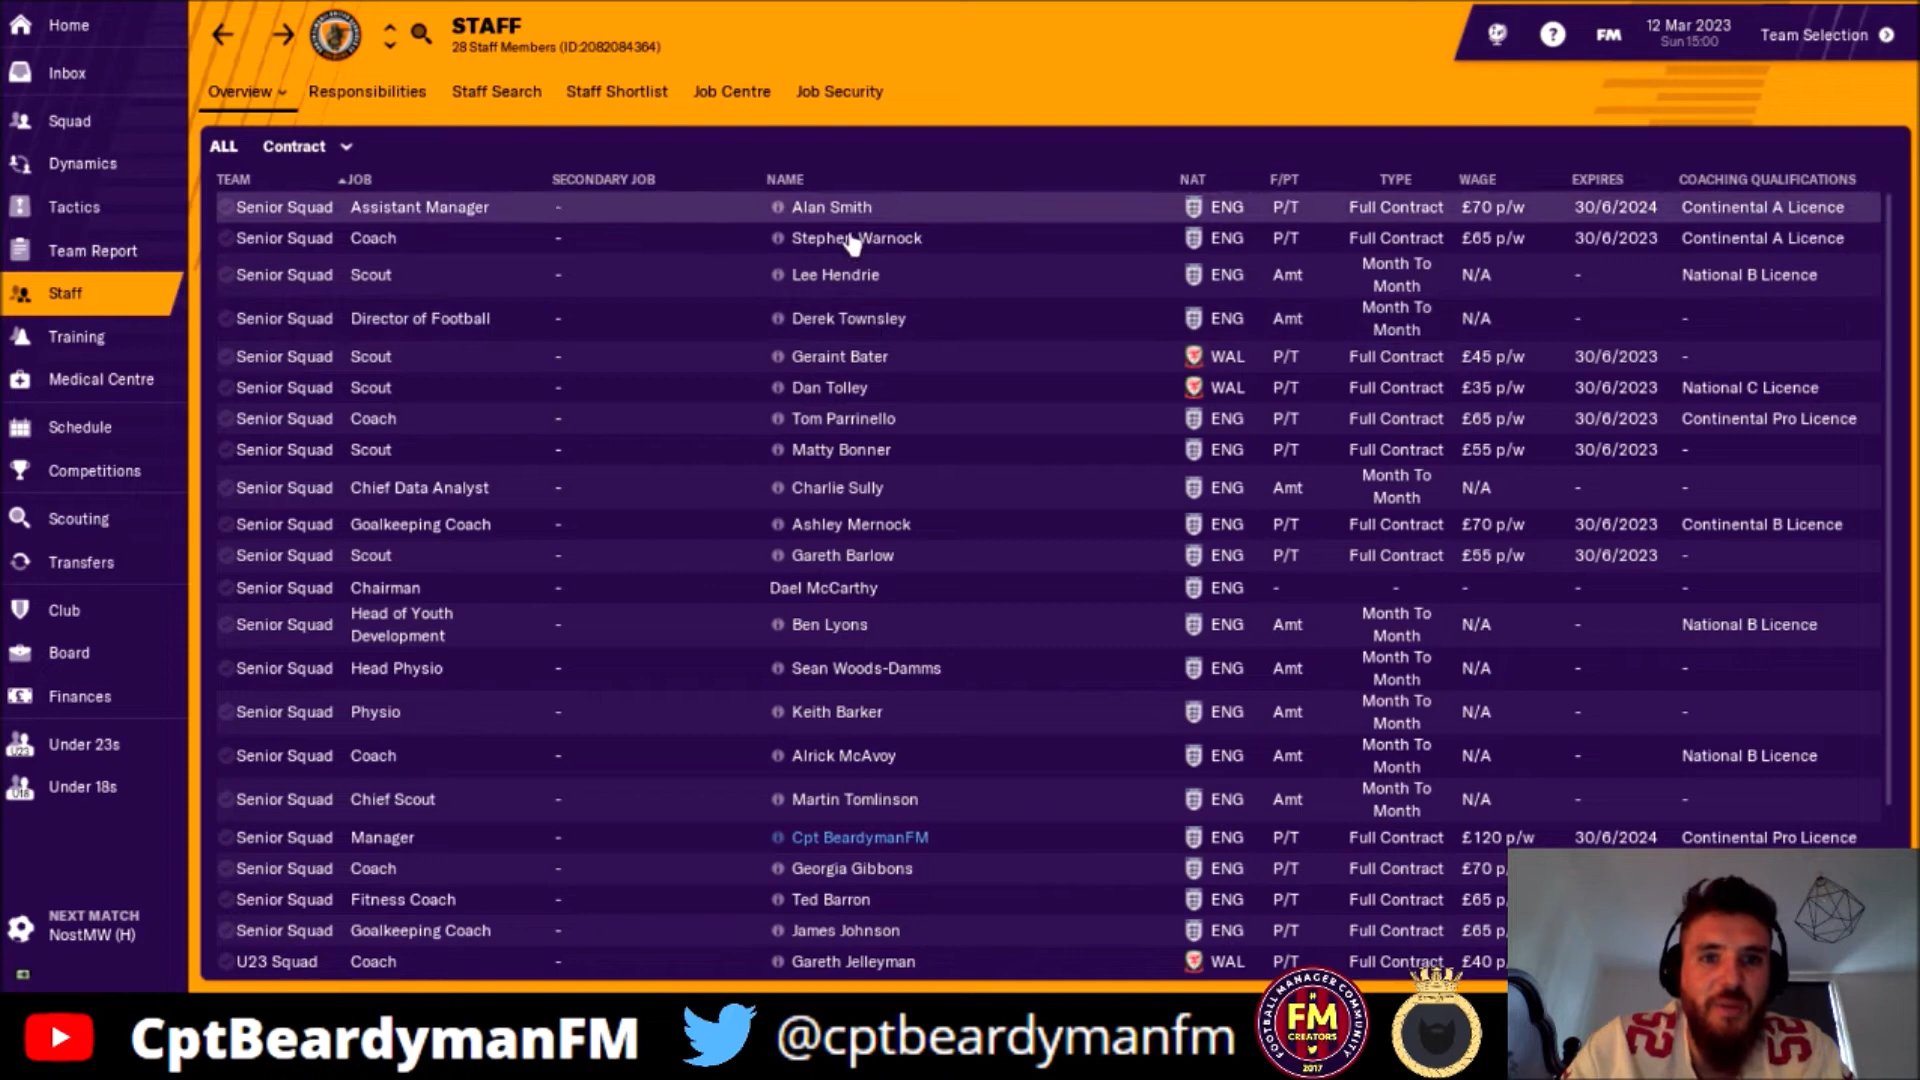 Home
Inbox
Squad
Dynamics
Tactics
Team Report
Staff
Training
Medical Centre
Schedule
Competitions
Scouting
Transfers
Club
Board
Finances
Under 23s
Under 18s
NEXT MATCH
NostMW (H)
STAFF
28 Staff Members (ID:2082084364)
FM
12 Mar 2023
Sun 15:00
Team Selection
Overview Responsibilities Staff Search Staff Shortlist Job Centre Job Security
ALL Contract
TEAM JOB SECONDARY JOB NAME NAT F/PT TYPE WAGE EXPIRES COACHING QUALIFICATIONS
Senior Squad Assistant Manager - Alan Smith ENG P/T Full Contract £70 p/w 30/6/2024 Continental A Licence
Senior Squad Coach - Stephen Warnock ENG P/T Full Contract £65 p/w 30/6/2023 Continental A Licence
Senior Squad Scout - Lee Hendrie ENG Amt Month To Month N/A - National B Licence
Senior Squad Director of Football - Derek Townsley ENG Amt Month To Month N/A - -
Senior Squad Scout - Geraint Bater WAL P/T Full Contract £45 p/w 30/6/2023 -
Senior Squad Scout - Dan Tolley WAL P/T Full Contract £35 p/w 30/6/2023 National C Licence
Senior Squad Coach - Tom Parrinello ENG P/T Full Contract £65 p/w 30/6/2023 Continental Pro Licence
Senior Squad Scout - Matty Bonner ENG P/T Full Contract £55 p/w 30/6/2023 -
Senior Squad Chief Data Analyst - Charlie Sully ENG Amt Month To Month N/A - -
Senior Squad Goalkeeping Coach - Ashley Mernock ENG P/T Full Contract £70 p/w 30/6/2023 Continental B Licence
Senior Squad Scout - Gareth Barlow ENG P/T Full Contract £55 p/w 30/6/2023 -
Senior Squad Chairman - Dael McCarthy ENG - - - - -
Senior Squad Head of Youth Development - Ben Lyons ENG Amt Month To Month N/A - National B Licence
Senior Squad Head Physio - Sean Woods-Damms ENG Amt Month To Month N/A - -
Senior Squad Physio - Keith Barker ENG Amt Month To Month N/A - -
Senior Squad Coach - Alrick McAvoy ENG Amt Month To Month N/A - National B Licence
Senior Squad Chief Scout - Martin Tomlinson ENG Amt Month To Month N/A - -
Senior Squad Manager - Cpt BeardymanFM ENG P/T Full Contract £120 p/w 30/6/2024 Continental Pro Licence
Senior Squad Coach - Georgia Gibbons ENG P/T Full Contract £70 p/
Senior Squad Fitness Coach - Ted Barron ENG P/T Full Contract £65 p/
Senior Squad Goalkeeping Coach - James Johnson ENG P/T Full Contract £65 p/
U23 Squad Coach - Gareth Jelleyman WAL P/T Full Contract £40 p/
CptBeardymanFM
@cptbeardymanfm
FOOTBALL MANAGER COMMUNITY
#
FM
CREATORS
2017